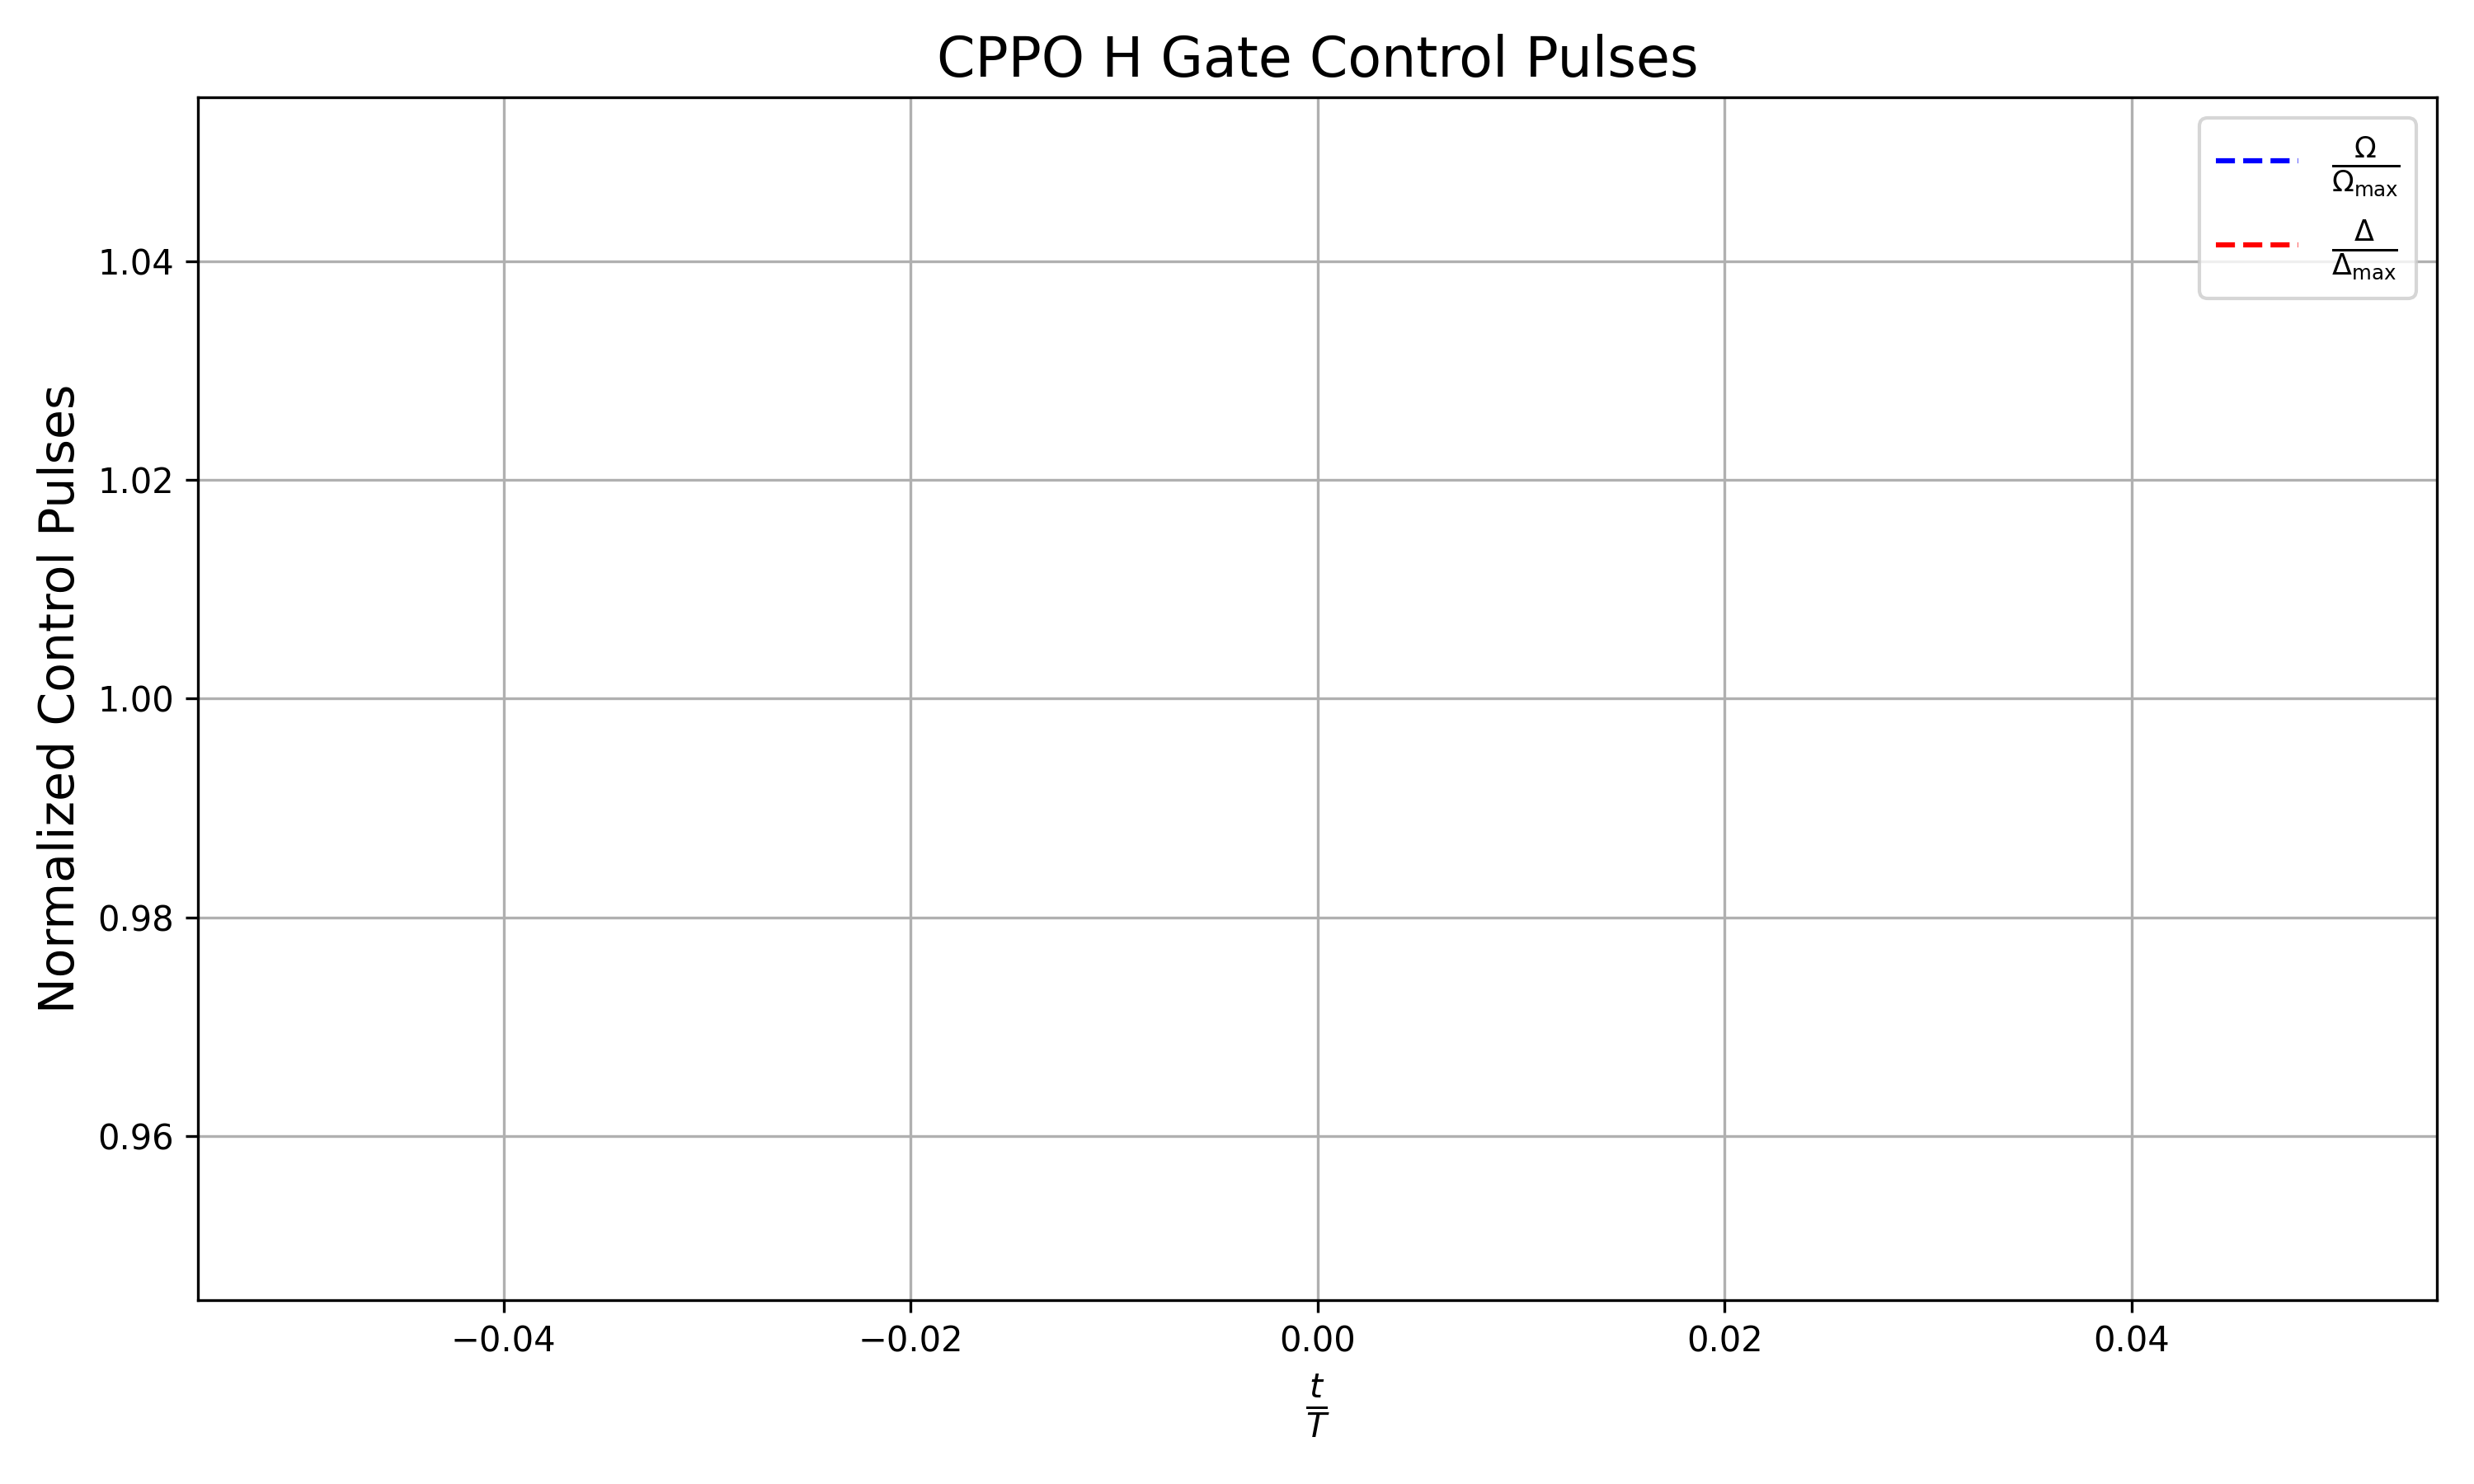 CPPO H Gate Control Pulses
Ω
Ωmax
Δ
Δmax
Normalized Control Pulses
1.04
1.02
1.00
0.98
0.96
−0.04 −0.02 0.00 0.02 0.04
t
T